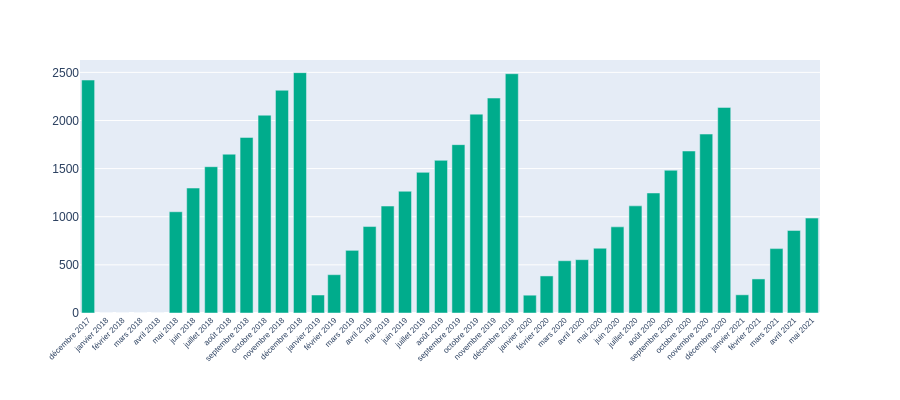 2500
2000
1500
1000
500
0
décembre 2017
janvier 2018
février 2018
mars 2018
avril 2018
mai 2018
juin 2018
juillet 2018
août 2018
septembre 2018
octobre 2018
novembre 2018
décembre 2018
janvier 2019
février 2019
mars 2019
avril 2019
mai 2019
juin 2019
juillet 2019
août 2019
septembre 2019
octobre 2019
novembre 2019
décembre 2019
janvier 2020
février 2020
mars 2020
avril 2020
mai 2020
juin 2020
juillet 2020
août 2020
septembre 2020
octobre 2020
novembre 2020
décembre 2020
janvier 2021
février 2021
mars 2021
avril 2021
mai 2021